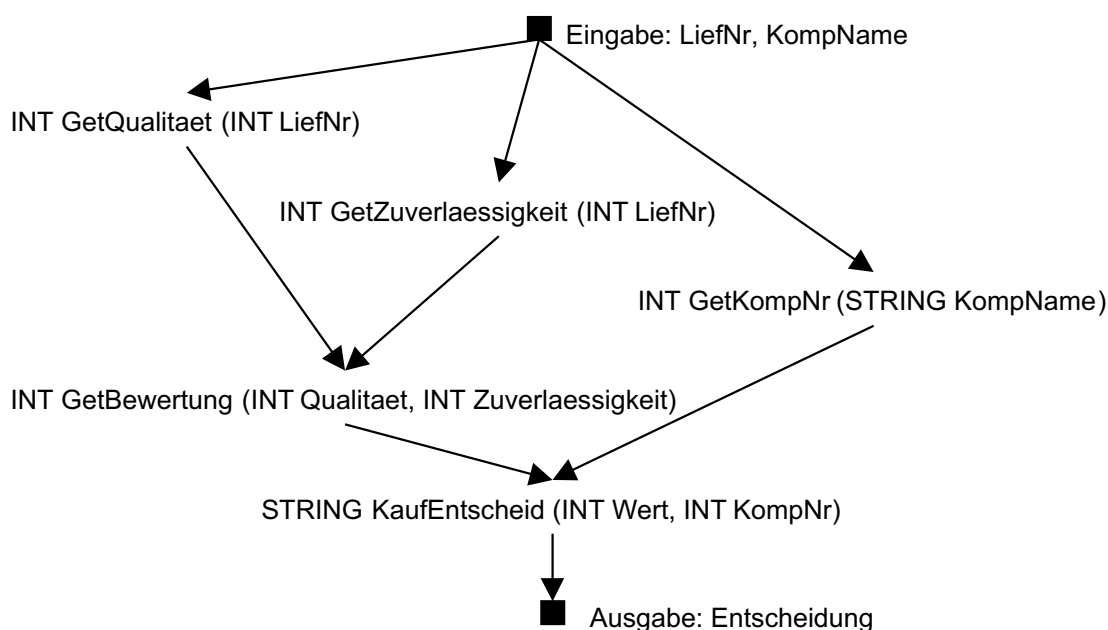 Eingabe: LiefNr, KompName
INT GetQualitaet (INT LiefNr)
INT GetZuverlaessigkeit (INT LiefNr)
INT GetKompNr (STRING KompName)
INT GetBewertung (INT Qualitaet, INT Zuverlaessigkeit)
STRING KaufEntscheid (INT Wert, INT KompNr)
Ausgabe: Entscheidung